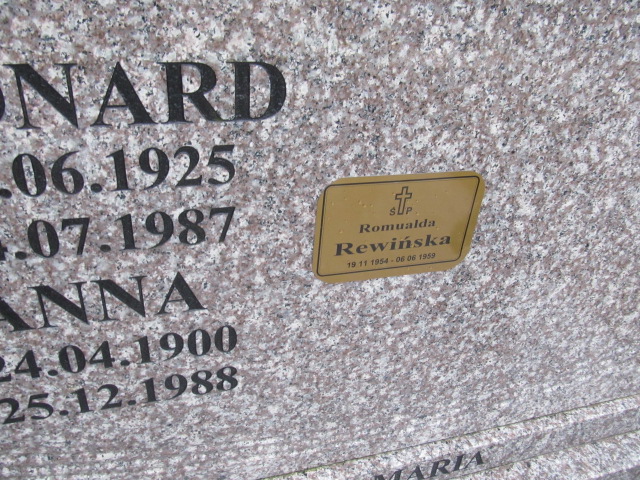 ONARD
.06.1925
4.07.1987
ANNA
24.04.1900
25.12.1988
Ś P
Romualda
Rewińska
19 11 1954 - 06 06 1959
MARIA